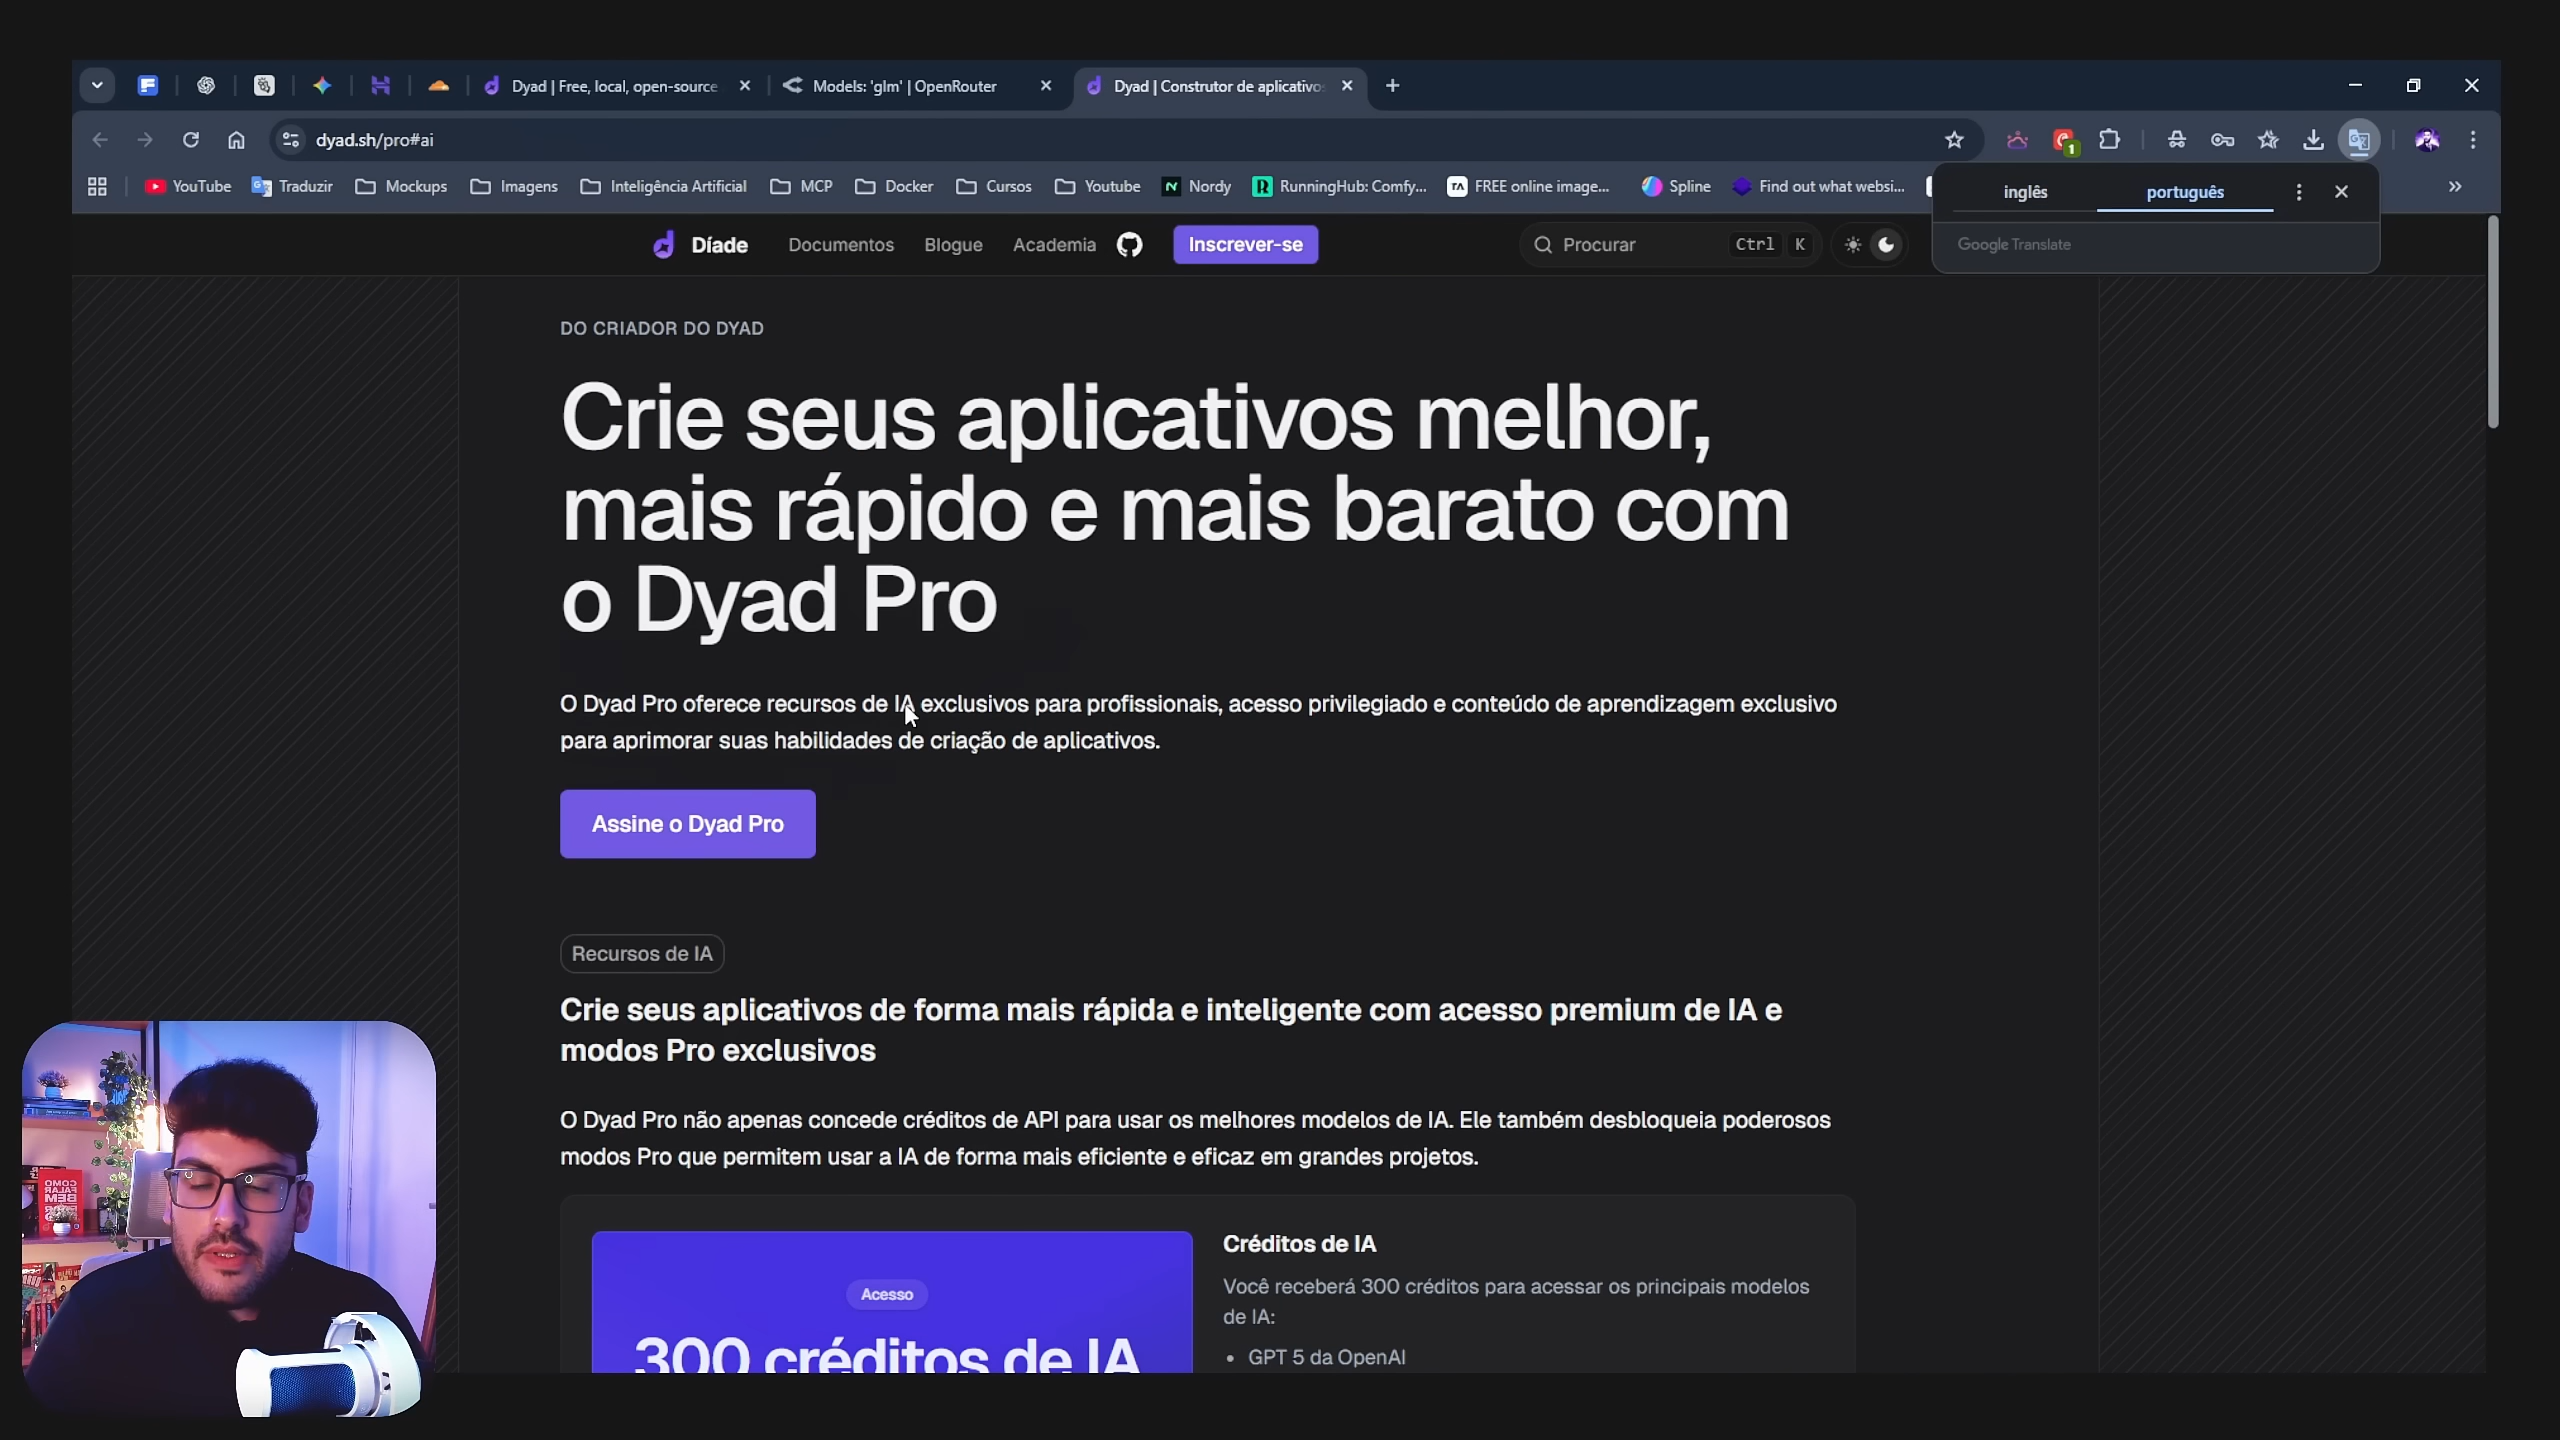 Dyad | Free, local, open-source
Models: 'glm' | OpenRouter
Dyad | Construtor de aplicativo
dyad.sh/pro#ai
1
YouTube
Traduzir
Mockups
Imagens
Inteligência Artificial
MCP
Docker
Cursos
Youtube
Nordy
RunningHub: Comfy...
FREE online image...
Spline
Find out what websi...
inglês
português
Google Translate
Díade
Documentos
Blogue
Academia
Inscrever-se
Procurar
Ctrl K
DO CRIADOR DO DYAD
Crie seus aplicativos melhor,
mais rápido e mais barato com
o Dyad Pro
O Dyad Pro oferece recursos de IA exclusivos para profissionais, acesso privilegiado e conteúdo de aprendizagem exclusivo
para aprimorar suas habilidades de criação de aplicativos.
Assine o Dyad Pro
Recursos de IA
Crie seus aplicativos de forma mais rápida e inteligente com acesso premium de IA e
modos Pro exclusivos
O Dyad Pro não apenas concede créditos de API para usar os melhores modelos de IA. Ele também desbloqueia poderosos
modos Pro que permitem usar a IA de forma mais eficiente e eficaz em grandes projetos.
Acesso
300 créditos de IA
Créditos de IA
Você receberá 300 créditos para acessar os principais modelos
de IA:
• GPT 5 da OpenAI
COMO
FALAR
BEM